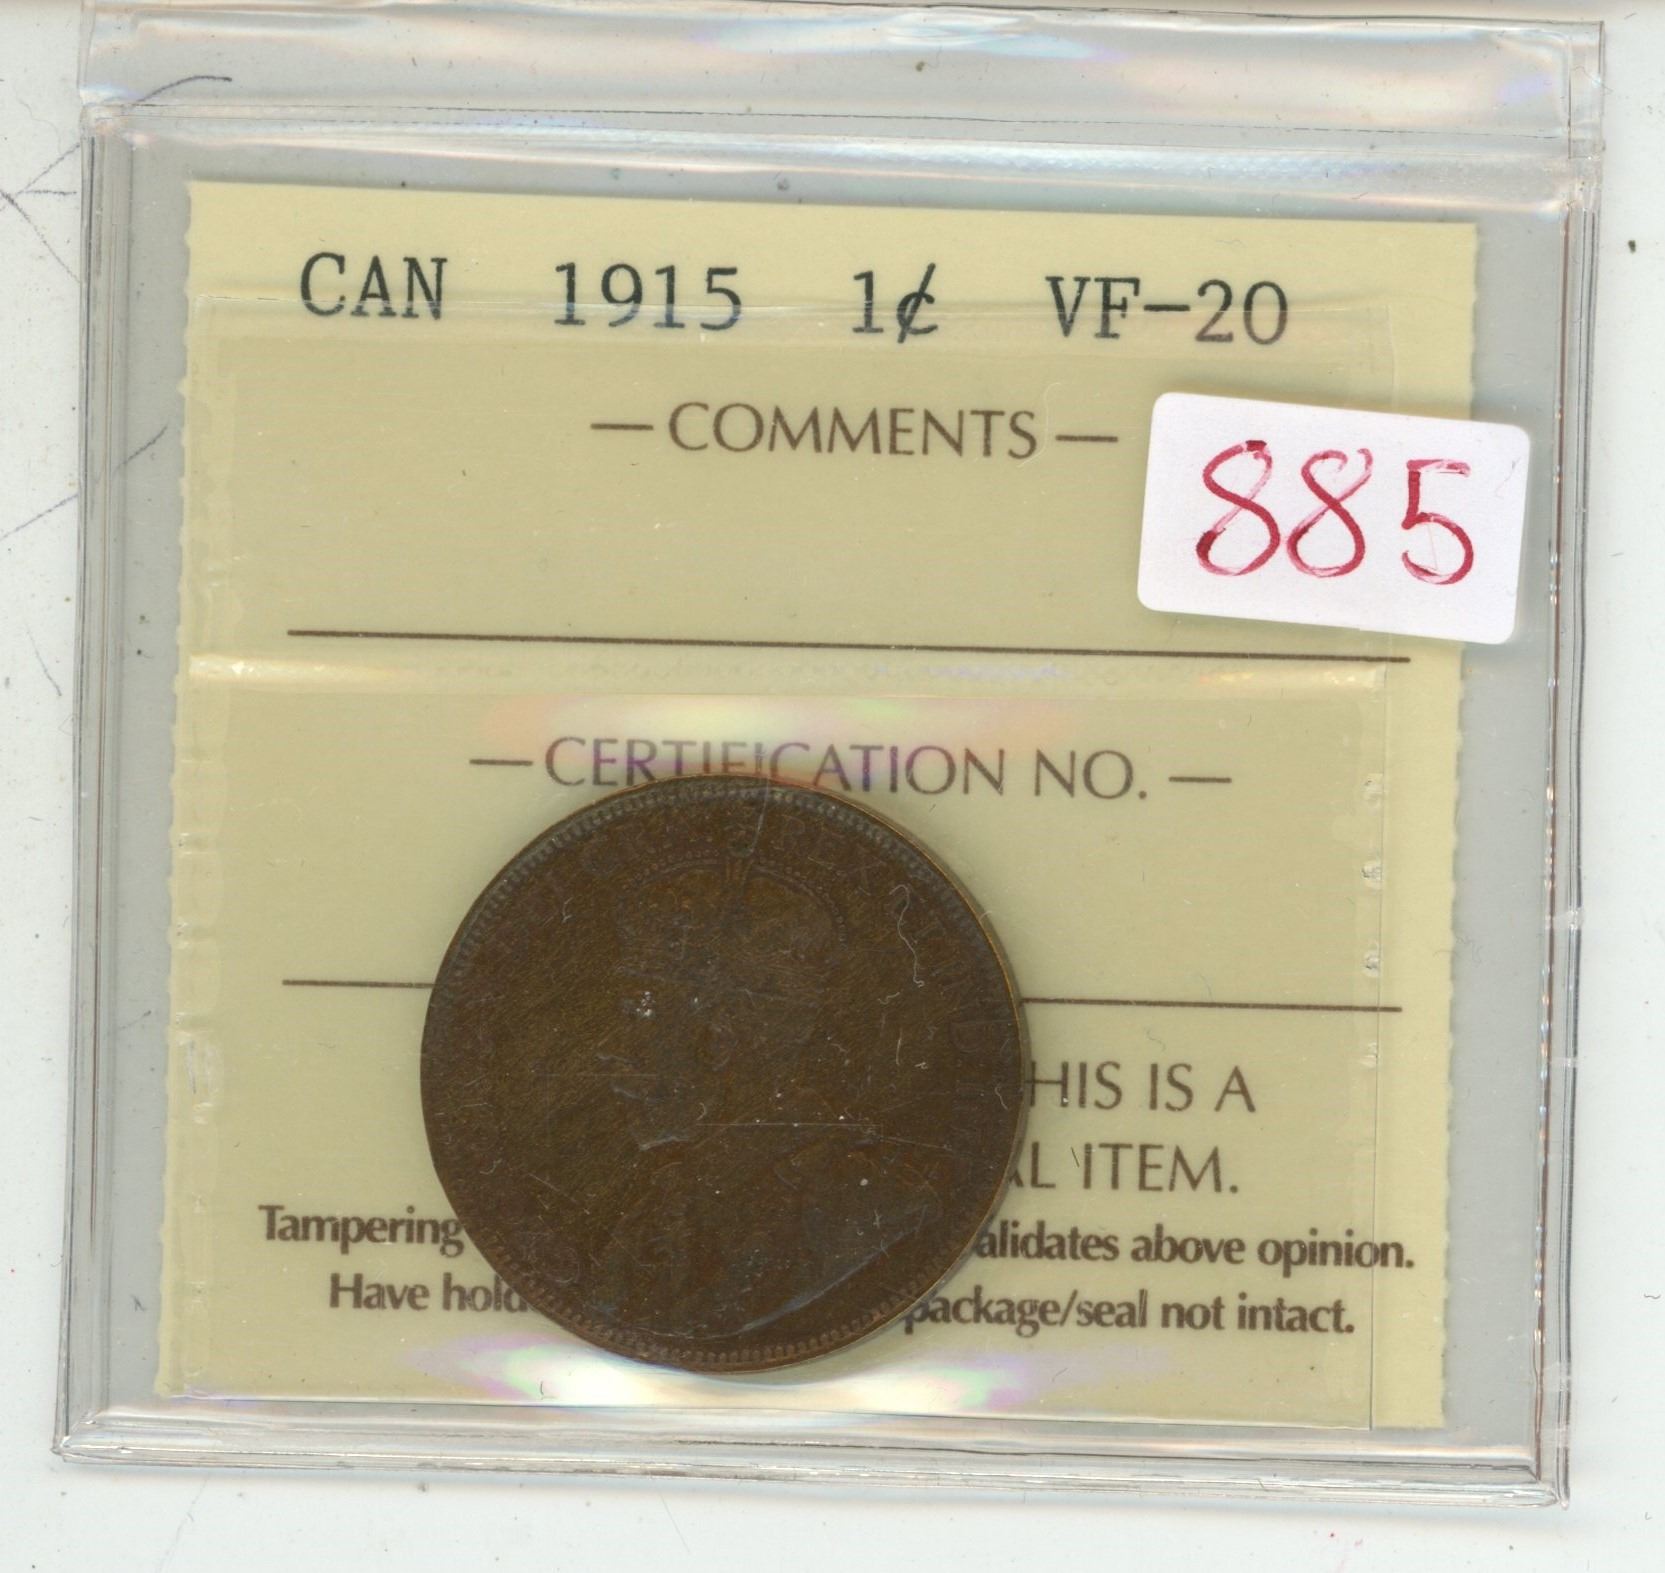 CAN 1915 1¢ VF-20
— COMMENTS —
885
— CERTIFICATION NO. —
HIS IS A
AL ITEM.
Tampering alidates above opinion.
Have hold package/seal not intact.